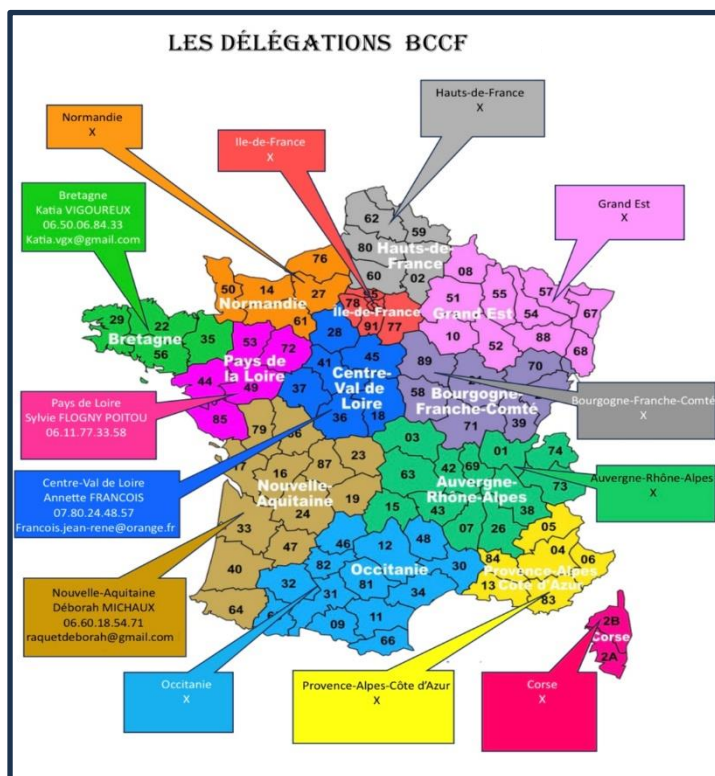 LES DÉLÉGATIONS BCCF
Hauts-de-France
X
Normandie
X
Ile-de-France
X
Bretagne
Katia VIGOUREUX
06.50.06.84.33
Katia.vgx@gmail.com
Grand Est
X
62
59
80
Hauts-de-
France
60
02
76
50
14
27
Normandie
61
95
78
Ile-de-France
91
77
08
51
55
57
54
67
Grand Est
10
52
88
68
29
22
35
Bretagne
56
53
72
Pays de
la Loire
44
49
85
28
45
41
Centre-
Val de
Loire
37
36
18
89
70
58
Bourgogne-
Franche-Comté
71
39
Bourgogne-Franche-Comté
X
Pays de Loire
Sylvie FLOGNY POITOU
06.11.77.33.58
Centre-Val de Loire
Annette FRANCOIS
07.80.24.48.57
Francois.jean-rene@orange.fr
79
86
17
16
87
23
Nouvelle-
Aquitaine
19
24
33
47
40
64
03
01
74
63
42
69
Auvergne-
Rhône-Alpes
73
15
43
38
07
26
Auvergne-Rhône-Alpes
X
Nouvelle-Aquitaine
Déborah MICHAUX
06.60.18.54.71
raquetdeborah@gmail.com
46
12
48
82
Occitanie
30
32
81
31
34
09
11
66
05
84
04
06
Provence-Alpes
Côte d'Azur
13
83
2B
Corse
2A
Occitanie
X
Provence-Alpes-Côte d'Azur
X
Corse
X